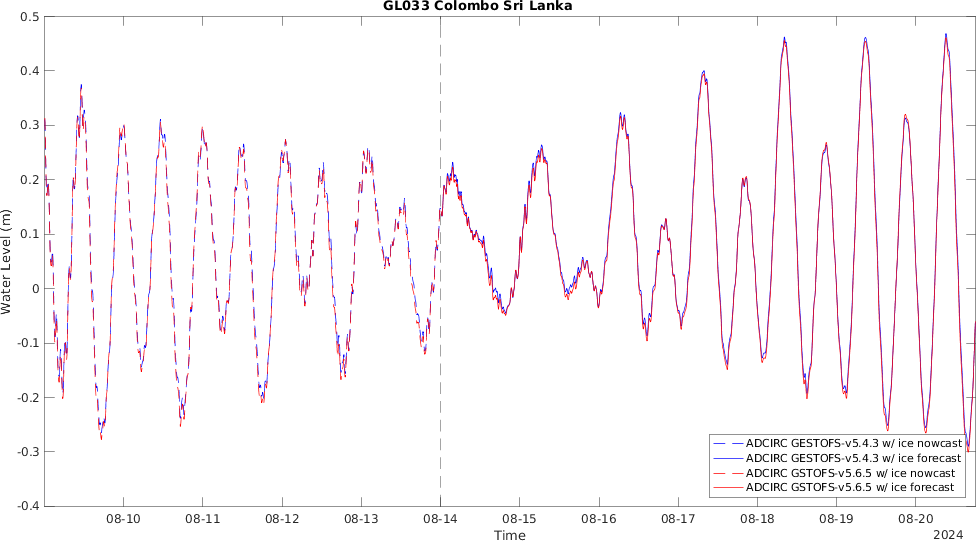 GL033 Colombo Sri Lanka
0.5
0.4
0.3
0.2
0.1
0
-0.1
-0.2
-0.3
-0.4
Water Level (m)
ADCIRC GESTOFS-v5.4.3 w/ ice nowcast
ADCIRC GESTOFS-v5.4.3 w/ ice forecast
ADCIRC GSTOFS-v5.6.5 w/ ice nowcast
ADCIRC GSTOFS-v5.6.5 w/ ice forecast
08-10 08-11 08-12 08-13 08-14 08-15 08-16 08-17 08-18 08-19 08-20
Time
2024